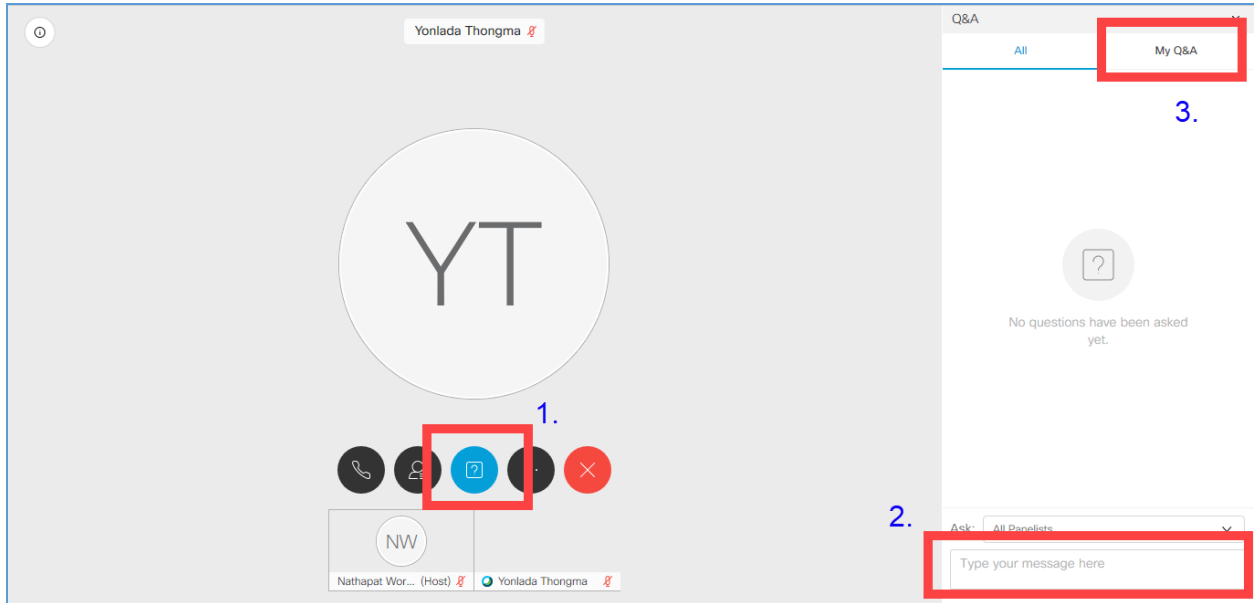 Yonlada Thongma
YT
1.
NW
Nathapat Wor... (Host)
Yonlada Thongma
Q&A
All
My Q&A
3.
No questions have been asked
yet.
2.
Ask:
All Panelists
Type your message here